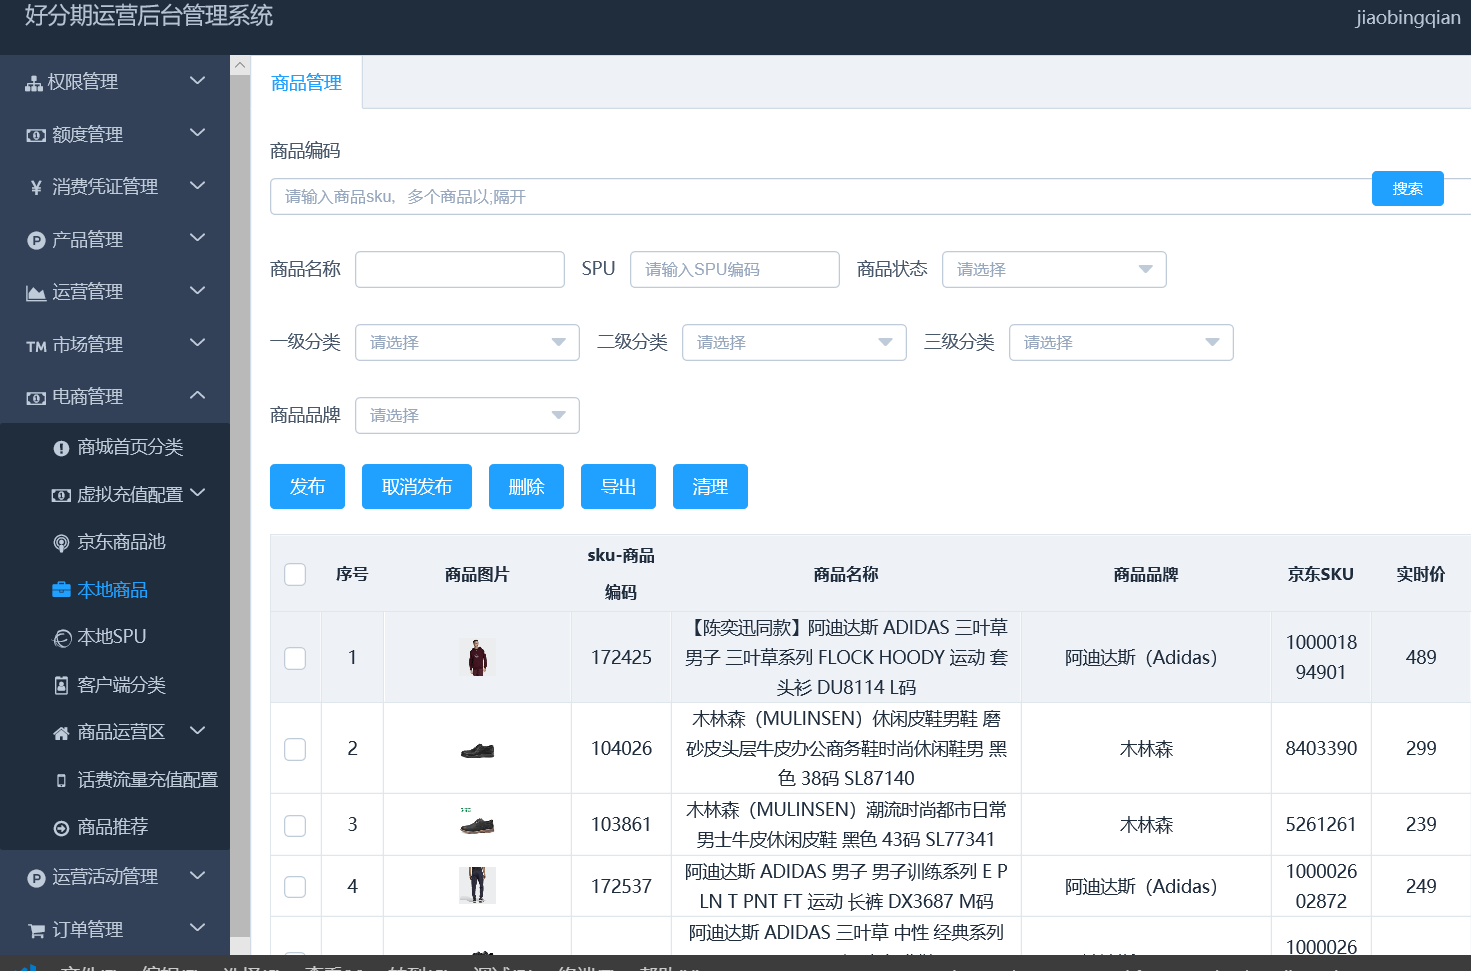 好分期运营后台管理系统
jiaobingqian
权限管理
额度管理
消费凭证管理
产品管理
运营管理
市场管理
电商管理
商城首页分类
虚拟充值配置
京东商品池
本地商品
本地SPU
客户端分类
商品运营区
话费流量充值配置
商品推荐
运营活动管理
订单管理
商品管理
商品编码
请输入商品sku, 多个商品以;隔开
搜索
商品名称
SPU 请输入SPU编码
商品状态 请选择
一级分类 请选择
二级分类 请选择
三级分类 请选择
商品品牌 请选择
发布 取消发布 删除 导出 清理
序号 商品图片 sku-商品编码 商品名称 商品品牌 京东SKU 实时价
1 172425
【陈奕迅同款】阿迪达斯 ADIDAS 三叶草
男子 三叶草系列 FLOCK HOODY 运动 套
头衫 DU8114 L码
阿迪达斯（Adidas）
1000018
94901
489
2 104026
木林森（MULINSEN）休闲皮鞋男鞋 磨
砂皮头层牛皮办公商务鞋时尚休闲鞋男 黑
色 38码 SL87140
木林森
8403390
299
3 103861
木林森（MULINSEN）潮流时尚都市日常
男士牛皮休闲皮鞋 黑色 43码 SL77341
木林森
5261261
239
4 172537
阿迪达斯 ADIDAS 男子 男子训练系列 E P
LN T PNT FT 运动 长裤 DX3687 M码
阿迪达斯（Adidas）
1000026
02872
249
阿迪达斯 ADIDAS 三叶草 中性 经典系列
1000026